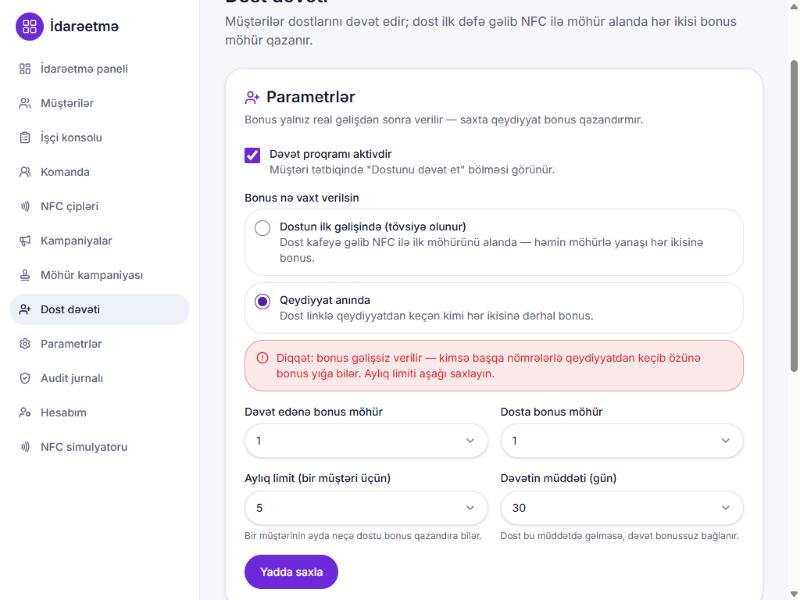 İdarəetmə
İdarəetmə paneli
Müştərilər
İşçi konsolu
Komanda
NFC çipləri
Kampaniyalar
Möhür kampaniyası
Dost dəvəti
Parametrlər
Audit jurnalı
Hesabım
NFC simulyatoru
Dost dəvəti
Müştərilər dostlarını dəvət edir; dost ilk dəfə gəlib NFC ilə möhür alanda hər ikisi bonus
möhür qazanır.
Parametrlər
Bonus yalnız real gəlişdən sonra verilir — saxta qeydiyyat bonus qazandırmır.
Dəvət proqramı aktivdir
Müştəri tətbiqində "Dostunu dəvət et" bölməsi görünür.
Bonus nə vaxt verilsin
Dostun ilk gəlişində (tövsiyə olunur)
Dost kafeyə gəlib NFC ilə ilk möhürünü alanda — həmin möhürlə yanaşı hər ikisinə
bonus.
Qeydiyyat anında
Dost linklə qeydiyyatdan keçən kimi hər ikisinə dərhal bonus.
Diqqət: bonus gəlişsiz verilir — kimsə başqa nömrələrlə qeydiyyatdan keçib özünə
bonus yığa bilər. Aylıq limiti aşağı saxlayın.
Dəvət edənə bonus möhür
1
Dosta bonus möhür
1
Aylıq limit (bir müştəri üçün)
5
Bir müştərinin ayda neçə dostu bonus qazandıra bilər.
Dəvətin müddəti (gün)
30
Dost bu müddətdə gəlməsə, dəvət bonussuz bağlanır.
Yadda saxla